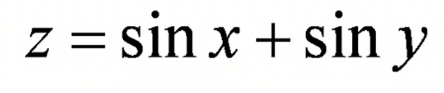 z = sin x + sin y